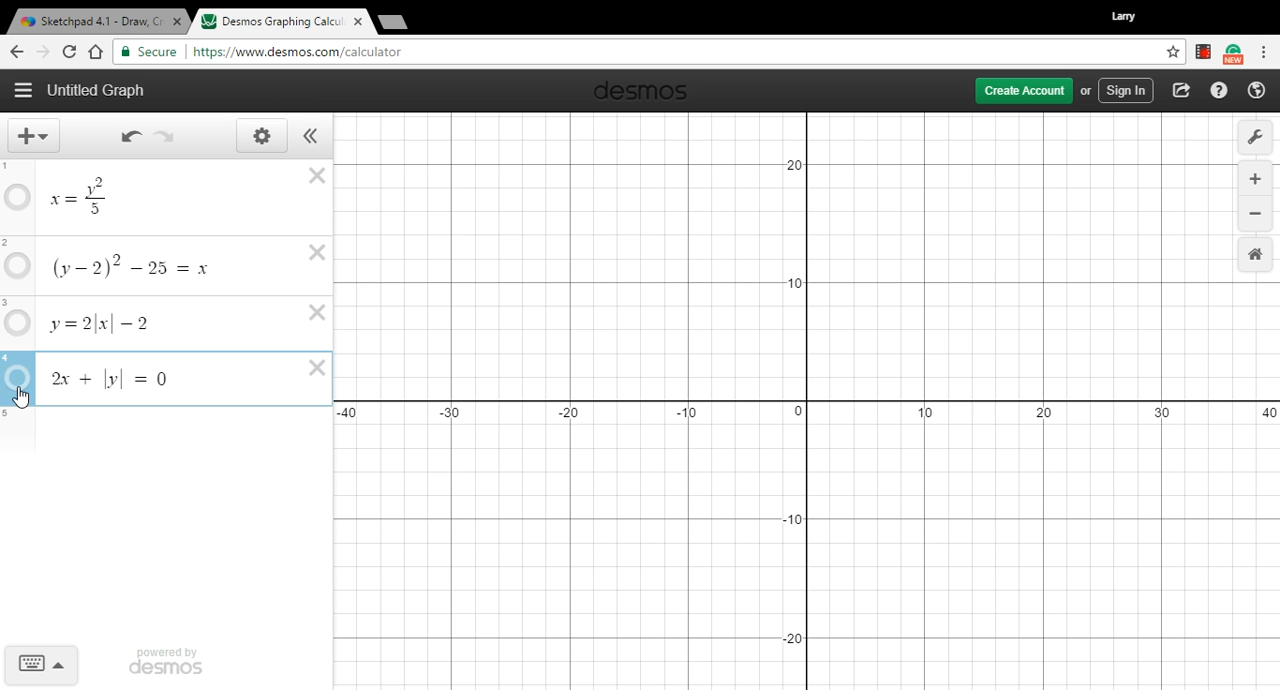 Larry
Sketchpad 4.1 - Draw, Cr
Desmos Graphing Calcul
Secure https://www.desmos.com/calculator
NEW
Untitled Graph
desmos
Create Account or Sign In
1
x = y²/5
2
(y − 2)² − 25 = x
3
y = 2|x| − 2
4
2x + |y| = 0
5
20
10
-40 -30 -20 -10 0 10 20 30 40
-10
-20
powered by
desmos